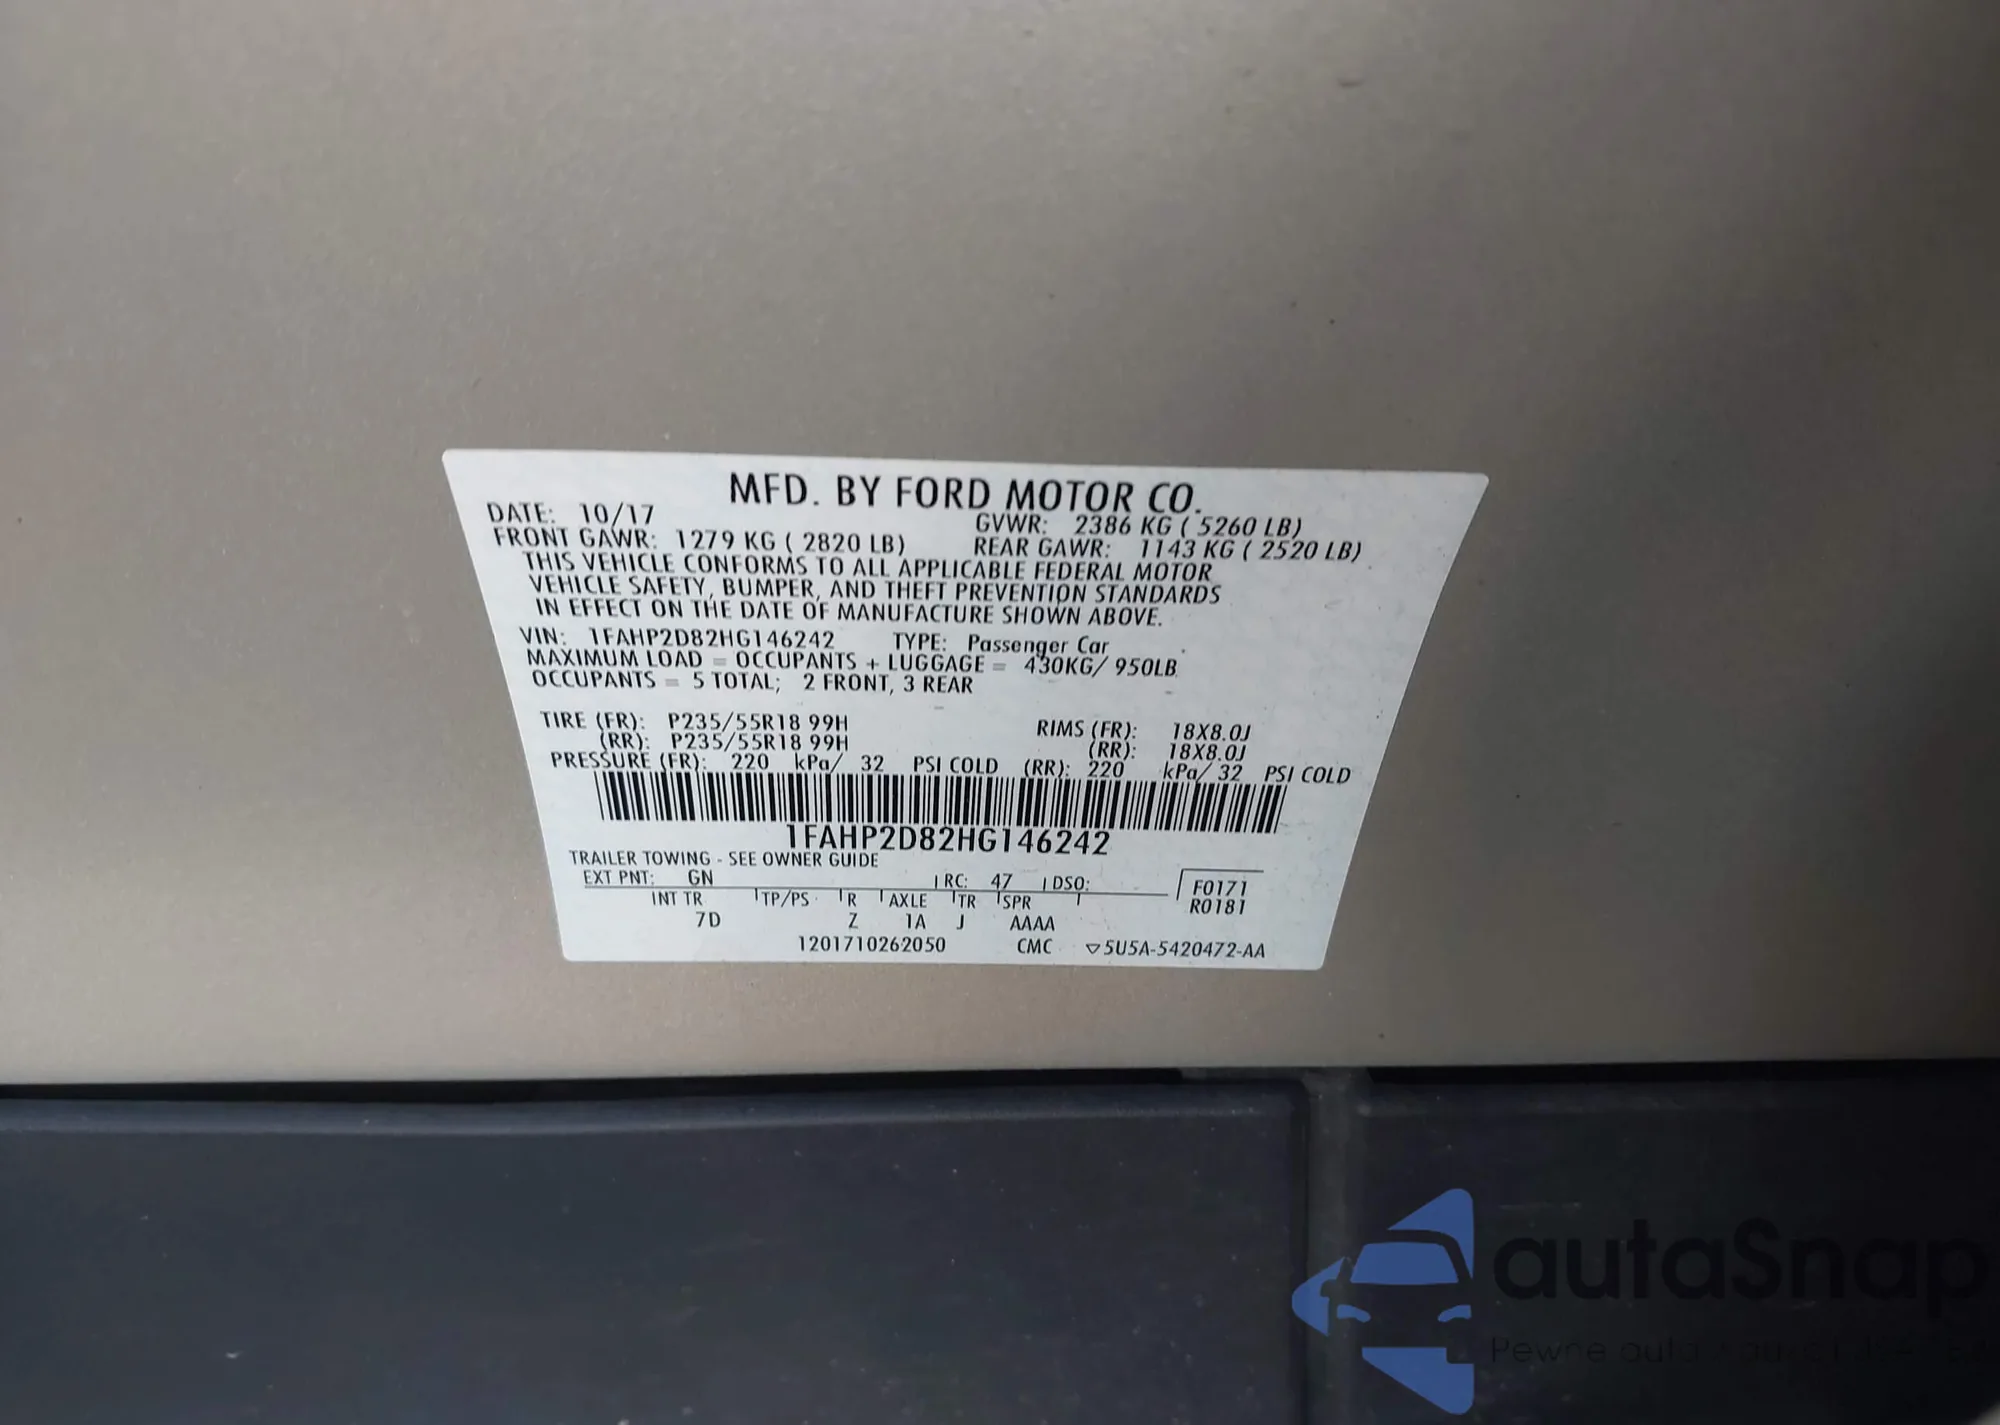 MFD. BY FORD MOTOR CO.
DATE: 10/17 GVWR: 2386 KG ( 5260 LB)
FRONT GAWR: 1279 KG ( 2820 LB) REAR GAWR: 1143 KG ( 2520 LB)
THIS VEHICLE CONFORMS TO ALL APPLICABLE FEDERAL MOTOR
VEHICLE SAFETY, BUMPER, AND THEFT PREVENTION STANDARDS
IN EFFECT ON THE DATE OF MANUFACTURE SHOWN ABOVE.
VIN: 1FAHP2D82HG146242 TYPE: Passenger Car
MAXIMUM LOAD = OCCUPANTS + LUGGAGE = 430KG/ 950LB
OCCUPANTS = 5 TOTAL; 2 FRONT, 3 REAR
TIRE (FR): P235/55R18 99H RIMS (FR): 18X8.0J
(RR): P235/55R18 99H (RR): 18X8.0J
PRESSURE (FR): 220 kPa/ 32 PSI COLD (RR): 220 kPa/ 32 PSI COLD
1FAHP2D82HG146242
TRAILER TOWING - SEE OWNER GUIDE
EXT PNT: GN RC: 47 DSO: F0171
INT TR TP/PS R AXLE TR SPR R0181
7D Z 1A J AAAA
1201710262050 CMC ▽5U5A-5420472-AA
autaSnap
Pewne auta